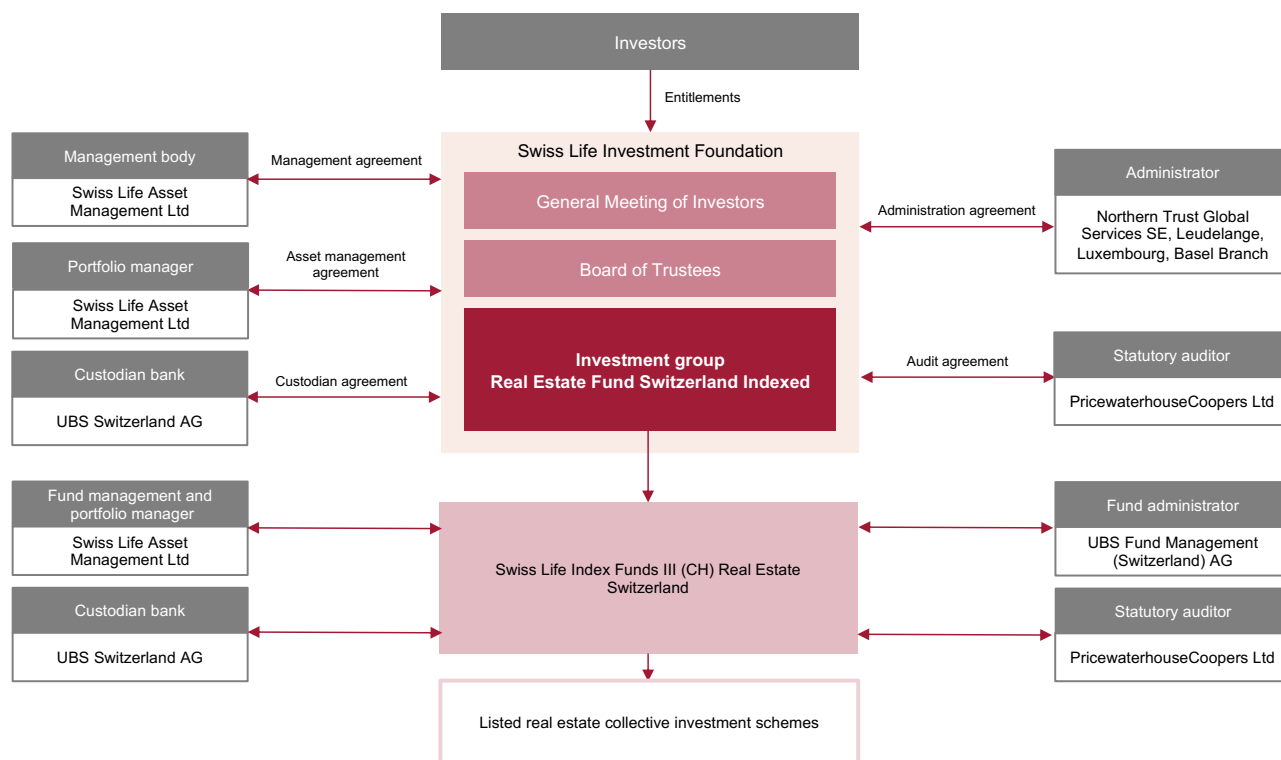 Investors
Entitlements
Swiss Life Investment Foundation
General Meeting of Investors
Board of Trustees
Investment group
Real Estate Fund Switzerland Indexed
Management body
Swiss Life Asset
Management Ltd
Management agreement
Portfolio manager
Swiss Life Asset
Management Ltd
Asset management
agreement
Custodian bank
UBS Switzerland AG
Custodian agreement
Administrator
Northern Trust Global
Services SE, Leudelange,
Luxembourg, Basel Branch
Administration agreement
Statutory auditor
PricewaterhouseCoopers Ltd
Audit agreement
Fund management and
portfolio manager
Swiss Life Asset
Management Ltd
Custodian bank
UBS Switzerland AG
Swiss Life Index Funds III (CH) Real Estate
Switzerland
Fund administrator
UBS Fund Management
(Switzerland) AG
Statutory auditor
PricewaterhouseCoopers Ltd
Listed real estate collective investment schemes